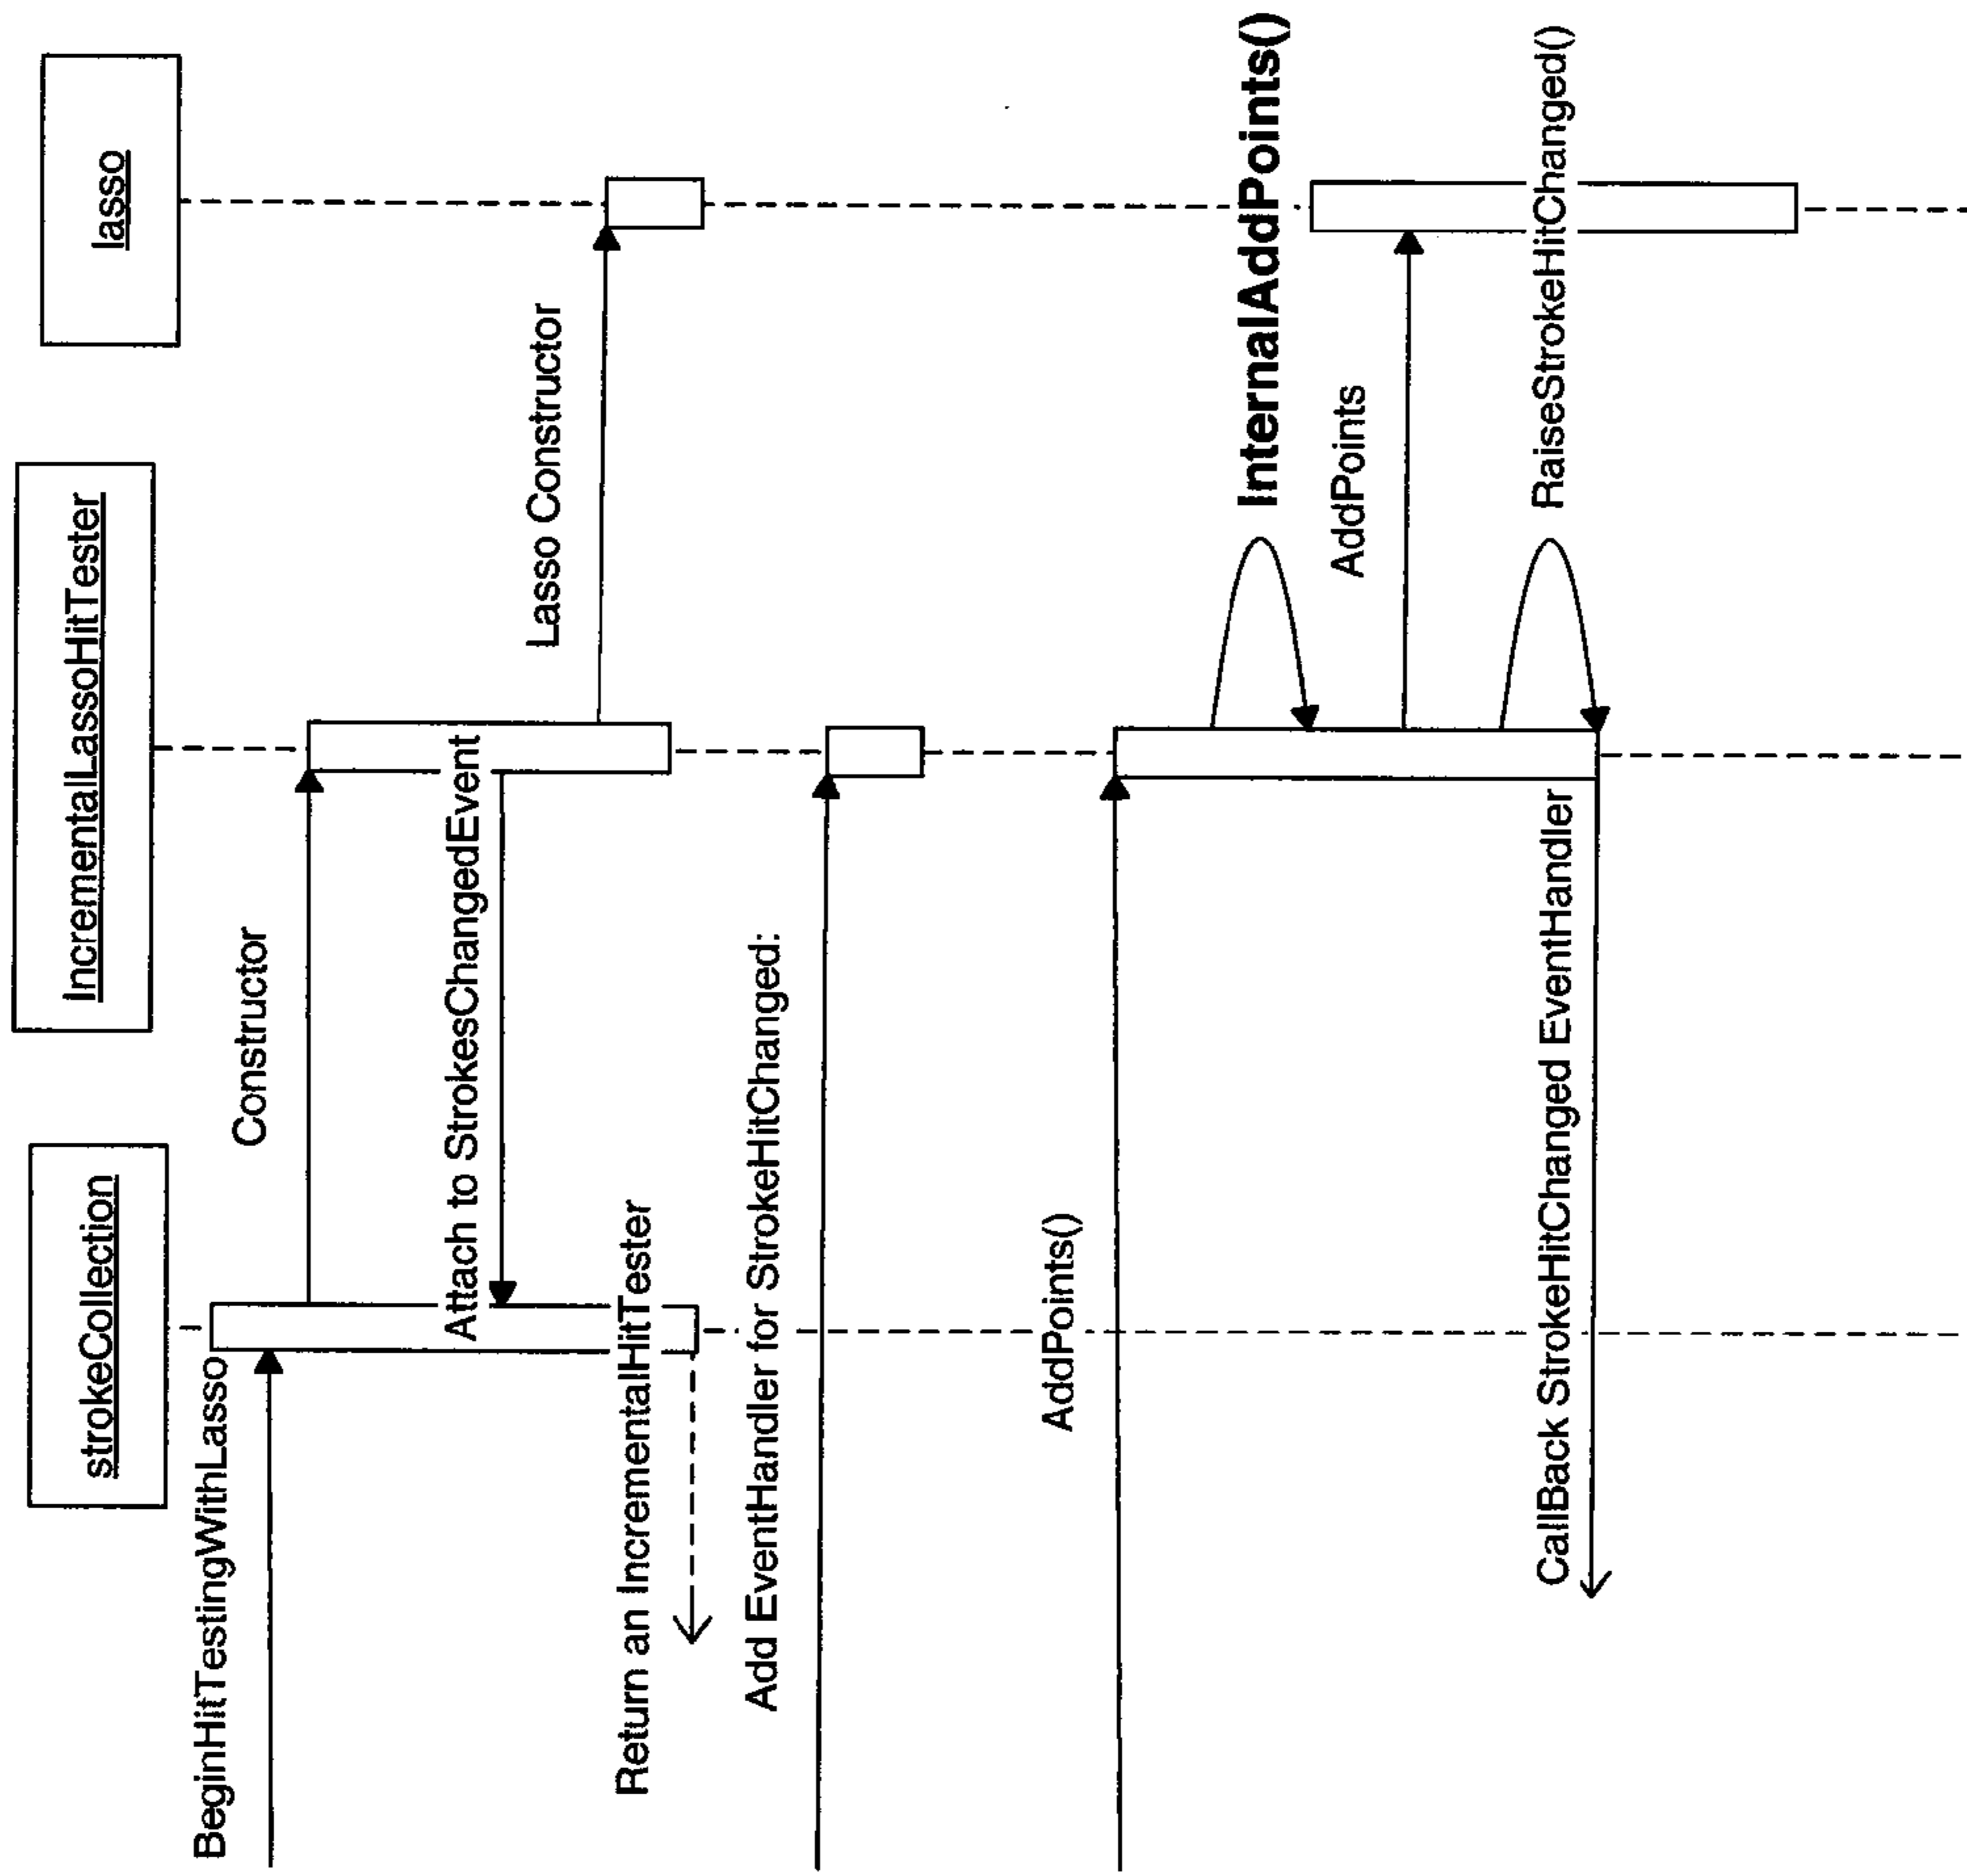 strokeCollection
IncrementalLassoHitTester
lasso
BeginHitTestingWithLasso
Constructor
Attach to StrokesChangedEvent
Lasso Constructor
Return an IncrementalHitTester
Add EventHandler for StrokeHitChanged:
AddPoints()
InternalAddPoints()
AddPoints
RaiseStrokeHitChanged()
CallBack StrokeHitChanged EventHandler